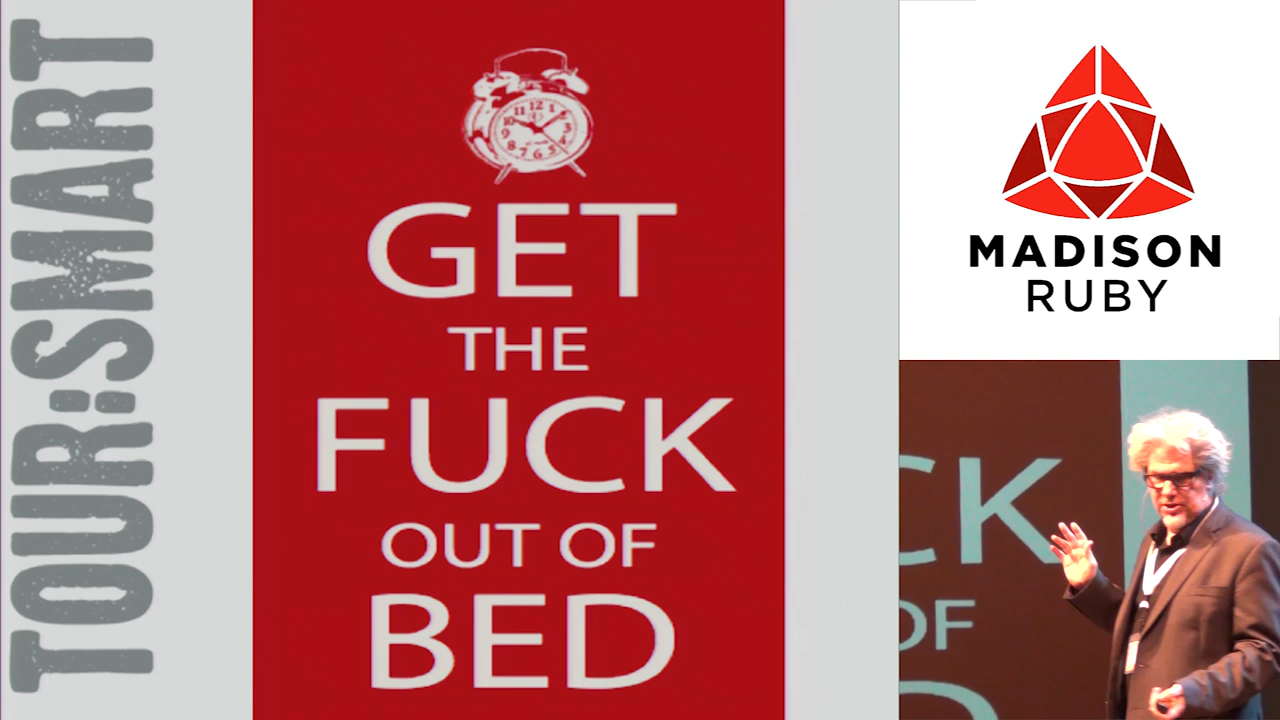 TOUR:SMART
GET
THE
FUCK
OUT OF
BED
MADISON
RUBY
CK
OF